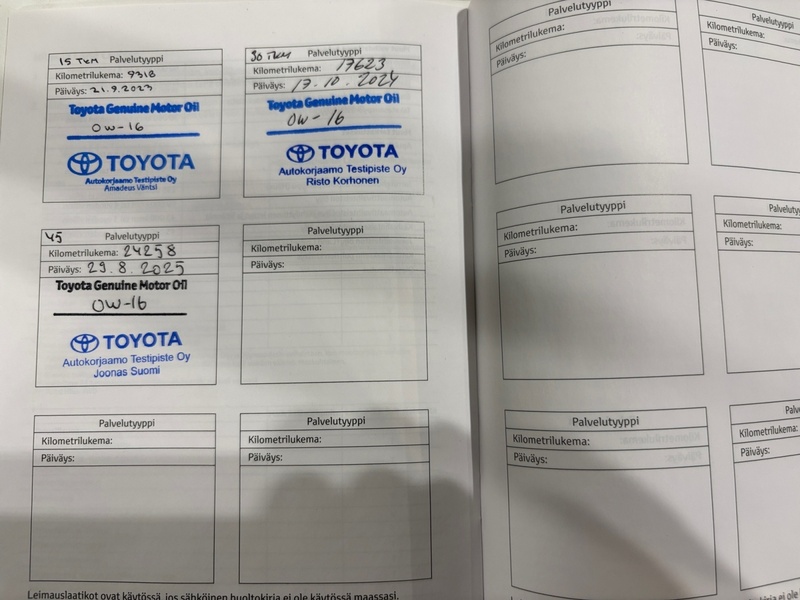 15 TKM Palvelutyyppi
Kilometrilukema: 9318
Päiväys: 21.9.2023
Toyota Genuine Motor Oil
0W-16
TOYOTA
Autokorjaamo Testipiste Oy
Amadeus Väntsi
30 TKM Palvelutyyppi
Kilometrilukema: 17623
Päiväys: 17.10.2024
Toyota Genuine Motor Oil
0W-16
TOYOTA
Autokorjaamo Testipiste Oy
Risto Korhonen
45 Palvelutyyppi
Kilometrilukema: 24258
Päiväys: 29.8.2025
Toyota Genuine Motor Oil
0W-16
TOYOTA
Autokorjaamo Testipiste Oy
Joonas Suomi
Palvelutyyppi
Kilometrilukema:
Päiväys:
Palvelutyyppi
Kilometrilukema:
Päiväys:
Palvelutyyppi
Kilometrilukema:
Päiväys:
Leimauslaatikot ovat käytössä, jos sähköinen huoltokirja ei ole käytössä maassasi.
Palvelutyyppi
Kilometrilukema:
Päiväys:
Palvelutyyppi
Kilometrilukema:
Päiväys:
Palvelutyyppi
Kilometrilukema:
Päiväys:
Kilometrilukema:
Päiväys:
Palvelutyyppi
Kilometrilukema:
Päiväys:
Kilometrilukema:
Päiväys: